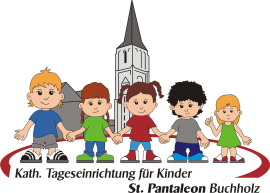 Kath. Tageseinrichtung für Kinder
St. Pantaleon Buchholz